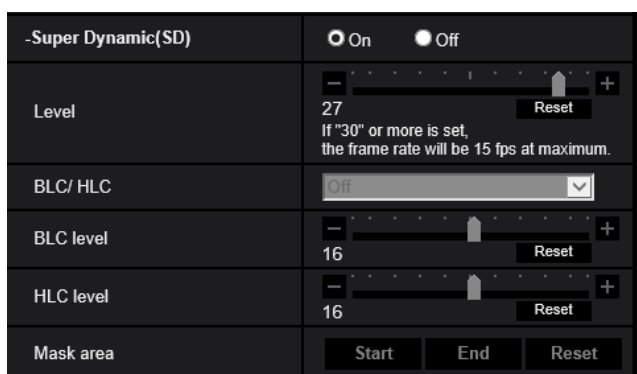 -Super Dynamic(SD) On Off
Level
27 Reset
If "30" or more is set,
the frame rate will be 15 fps at maximum.
BLC/ HLC Off
BLC level
16 Reset
HLC level
16 Reset
Mask area Start End Reset